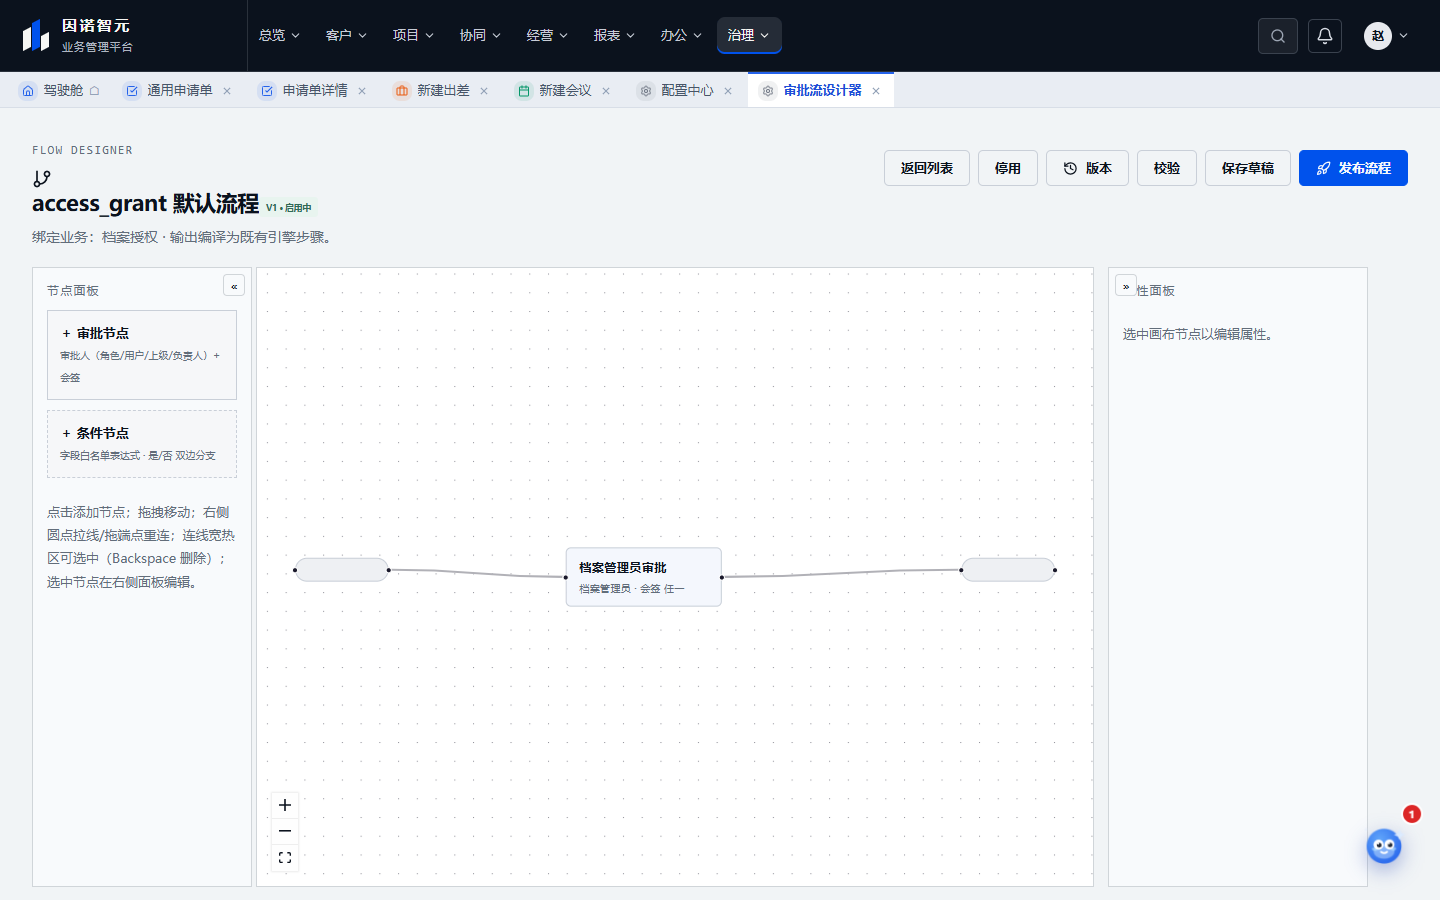 因诺智元
业务管理平台
总览
客户
项目
协同
经营
报表
办公
治理
赵
驾驶舱
通用申请单
申请单详情
新建出差
新建会议
配置中心
审批流设计器
FLOW DESIGNER
返回列表
停用
版本
校验
保存草稿
发布流程
access_grant 默认流程 V1 • 启用中
绑定业务：档案授权 · 输出编译为既有引擎步骤。
节点面板
«
+ 审批节点
审批人（角色/用户/上级/负责人）+
会签
+ 条件节点
字段白名单表达式 · 是/否 双边分支
点击添加节点；拖拽移动；右侧
圆点拉线/拖端点重连；连线宽热
区可选中（Backspace 删除）；
选中节点在右侧面板编辑。
档案管理员审批
档案管理员 · 会签 任一
»
性面板
选中画布节点以编辑属性。
1